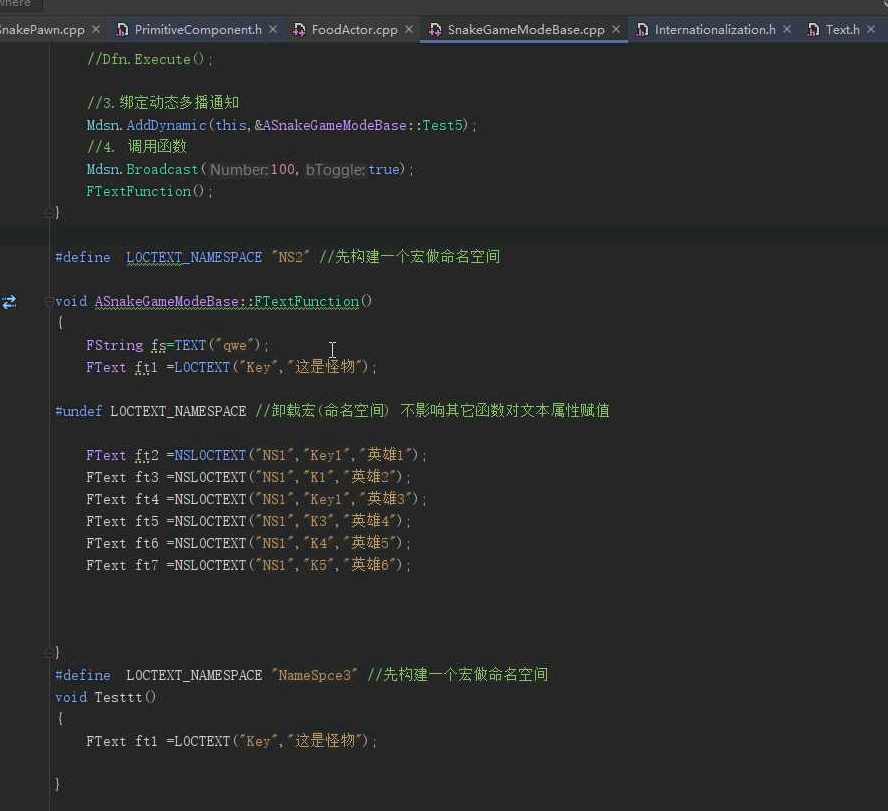 where
SnakePawn.cpp × PrimitiveComponent.h × FoodActor.cpp × SnakeGameModeBase.cpp × Internationalization.h × Text.h ×
//Dfn.Execute();
//3.绑定动态多播通知
Mdsn.AddDynamic(this,&ASnakeGameModeBase::Test5);
//4. 调用函数
Mdsn.Broadcast(Number:100, bToggle:true);
FTextFunction();
}
#define LOCTEXT_NAMESPACE "NS2" //先构建一个宏做命名空间
void ASnakeGameModeBase::FTextFunction()
{
FString fs=TEXT("qwe");
FText ft1 =LOCTEXT("Key","这是怪物");
#undef LOCTEXT_NAMESPACE //卸载宏(命名空间) 不影响其它函数对文本属性赋值
FText ft2 =NSLOCTEXT("NS1","Key1","英雄1");
FText ft3 =NSLOCTEXT("NS1","K1","英雄2");
FText ft4 =NSLOCTEXT("NS1","Key1","英雄3");
FText ft5 =NSLOCTEXT("NS1","K3","英雄4");
FText ft6 =NSLOCTEXT("NS1","K4","英雄5");
FText ft7 =NSLOCTEXT("NS1","K5","英雄6");
}
#define LOCTEXT_NAMESPACE "NameSpce3" //先构建一个宏做命名空间
void Testtt()
{
FText ft1 =LOCTEXT("Key","这是怪物");
}